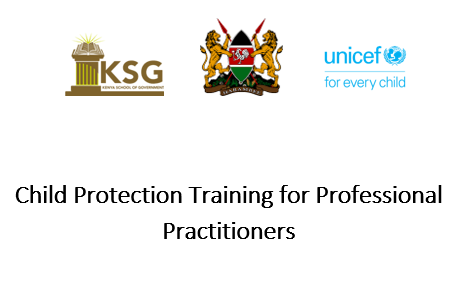 KSG
KENYA SCHOOL OF GOVERNMENT
unicef
for every child
Child Protection Training for Professional
Practitioners